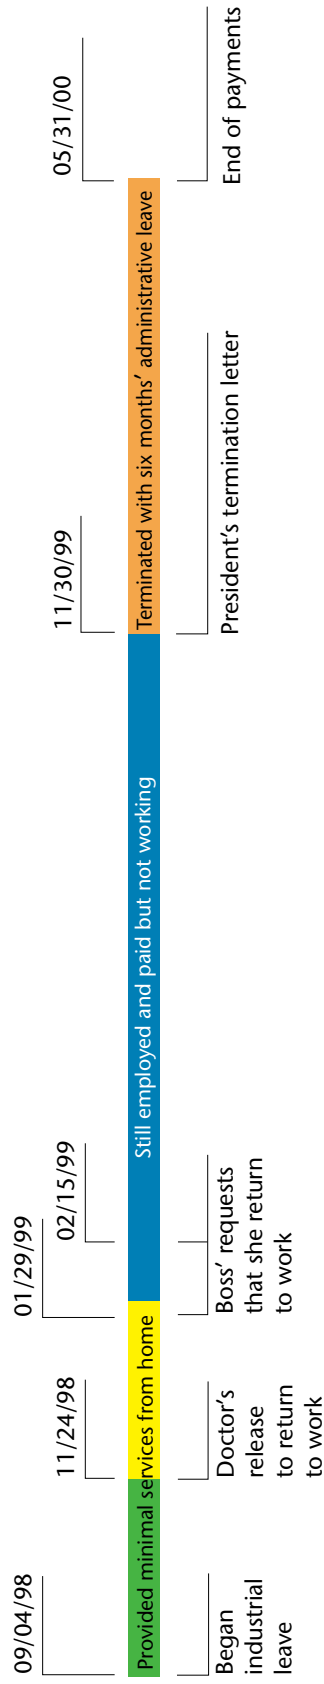 09/04/98
11/24/98
01/29/99
02/15/99
11/30/99
05/31/00
Provided minimal services from home
Still employed and paid but not working
Terminated with six months’ administrative leave
Began
industrial
leave
Doctor’s
release
to return
to work
Boss’ requests
that she return
to work
President’s termination letter
End of payments